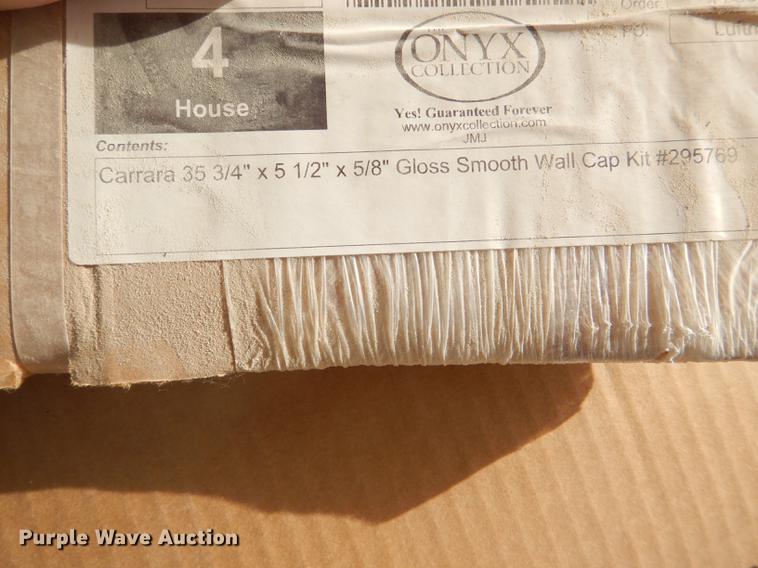 Order:
PO:
4
House
THE
ONYX
COLLECTION
Yes! Guaranteed Forever
www.onyxcollection.com
JMJ
Contents:
Carrara 35 3/4" x 5 1/2" x 5/8" Gloss Smooth Wall Cap Kit #295769
Purple Wave Auction